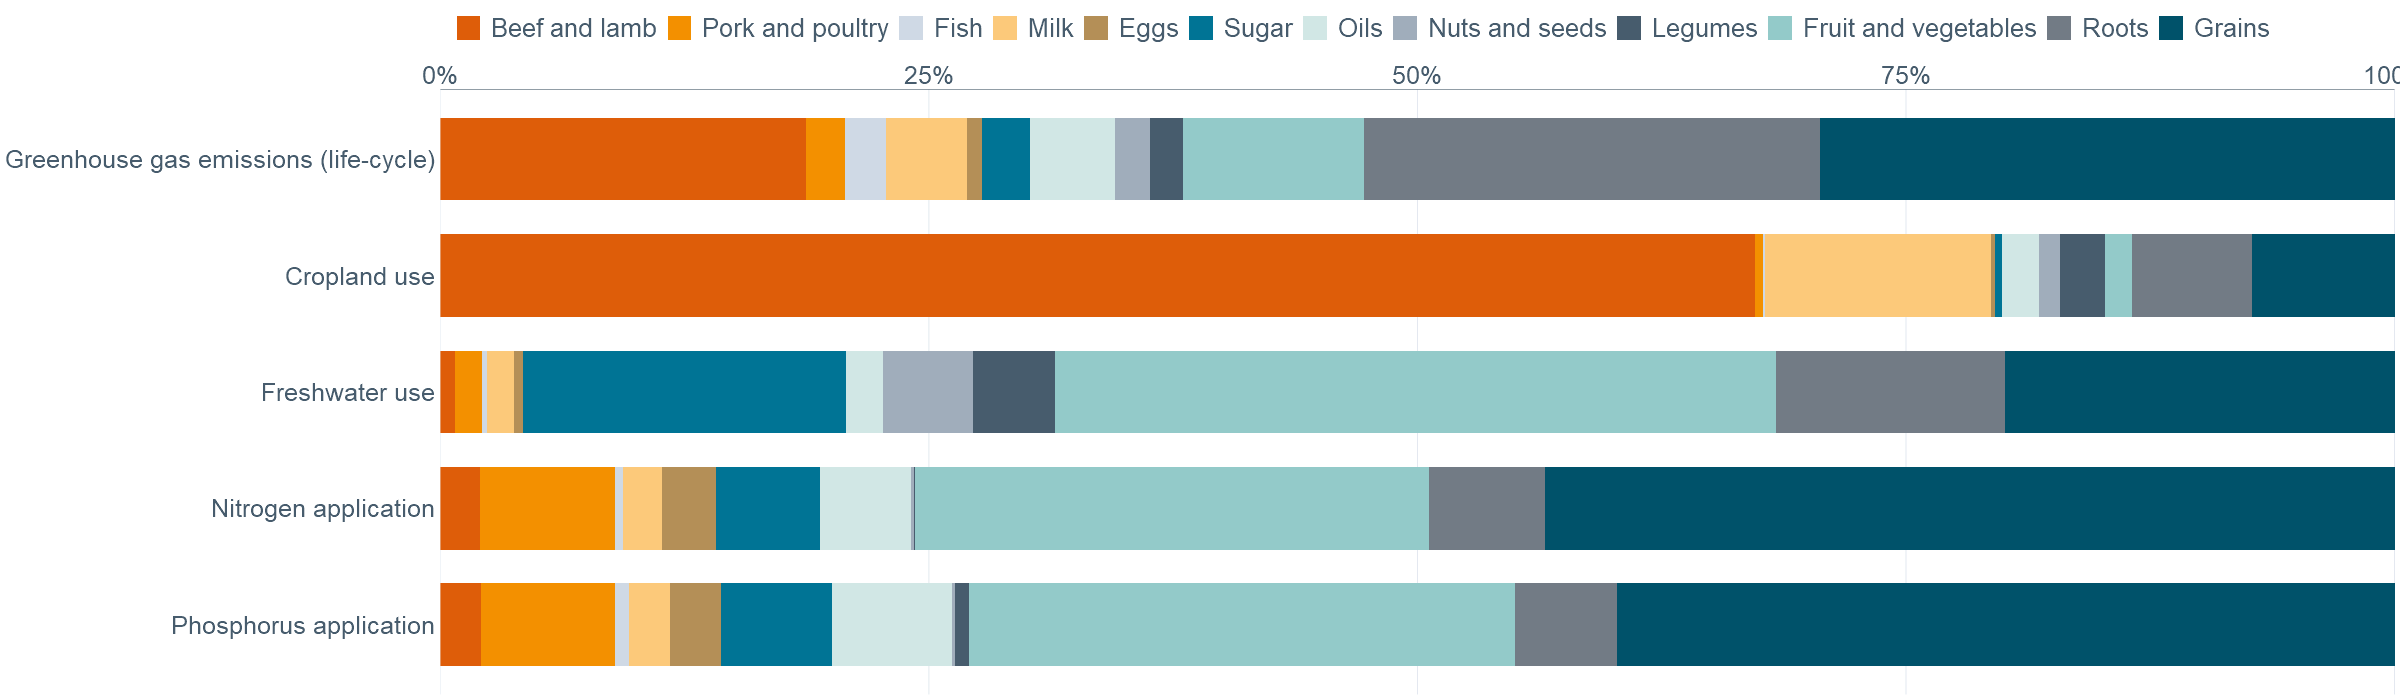 Beef and lamb Pork and poultry Fish Milk Eggs Sugar Oils Nuts and seeds Legumes Fruit and vegetables Roots Grains
0% 25% 50% 75% 100
Greenhouse gas emissions (life-cycle)
Cropland use
Freshwater use
Nitrogen application
Phosphorus application